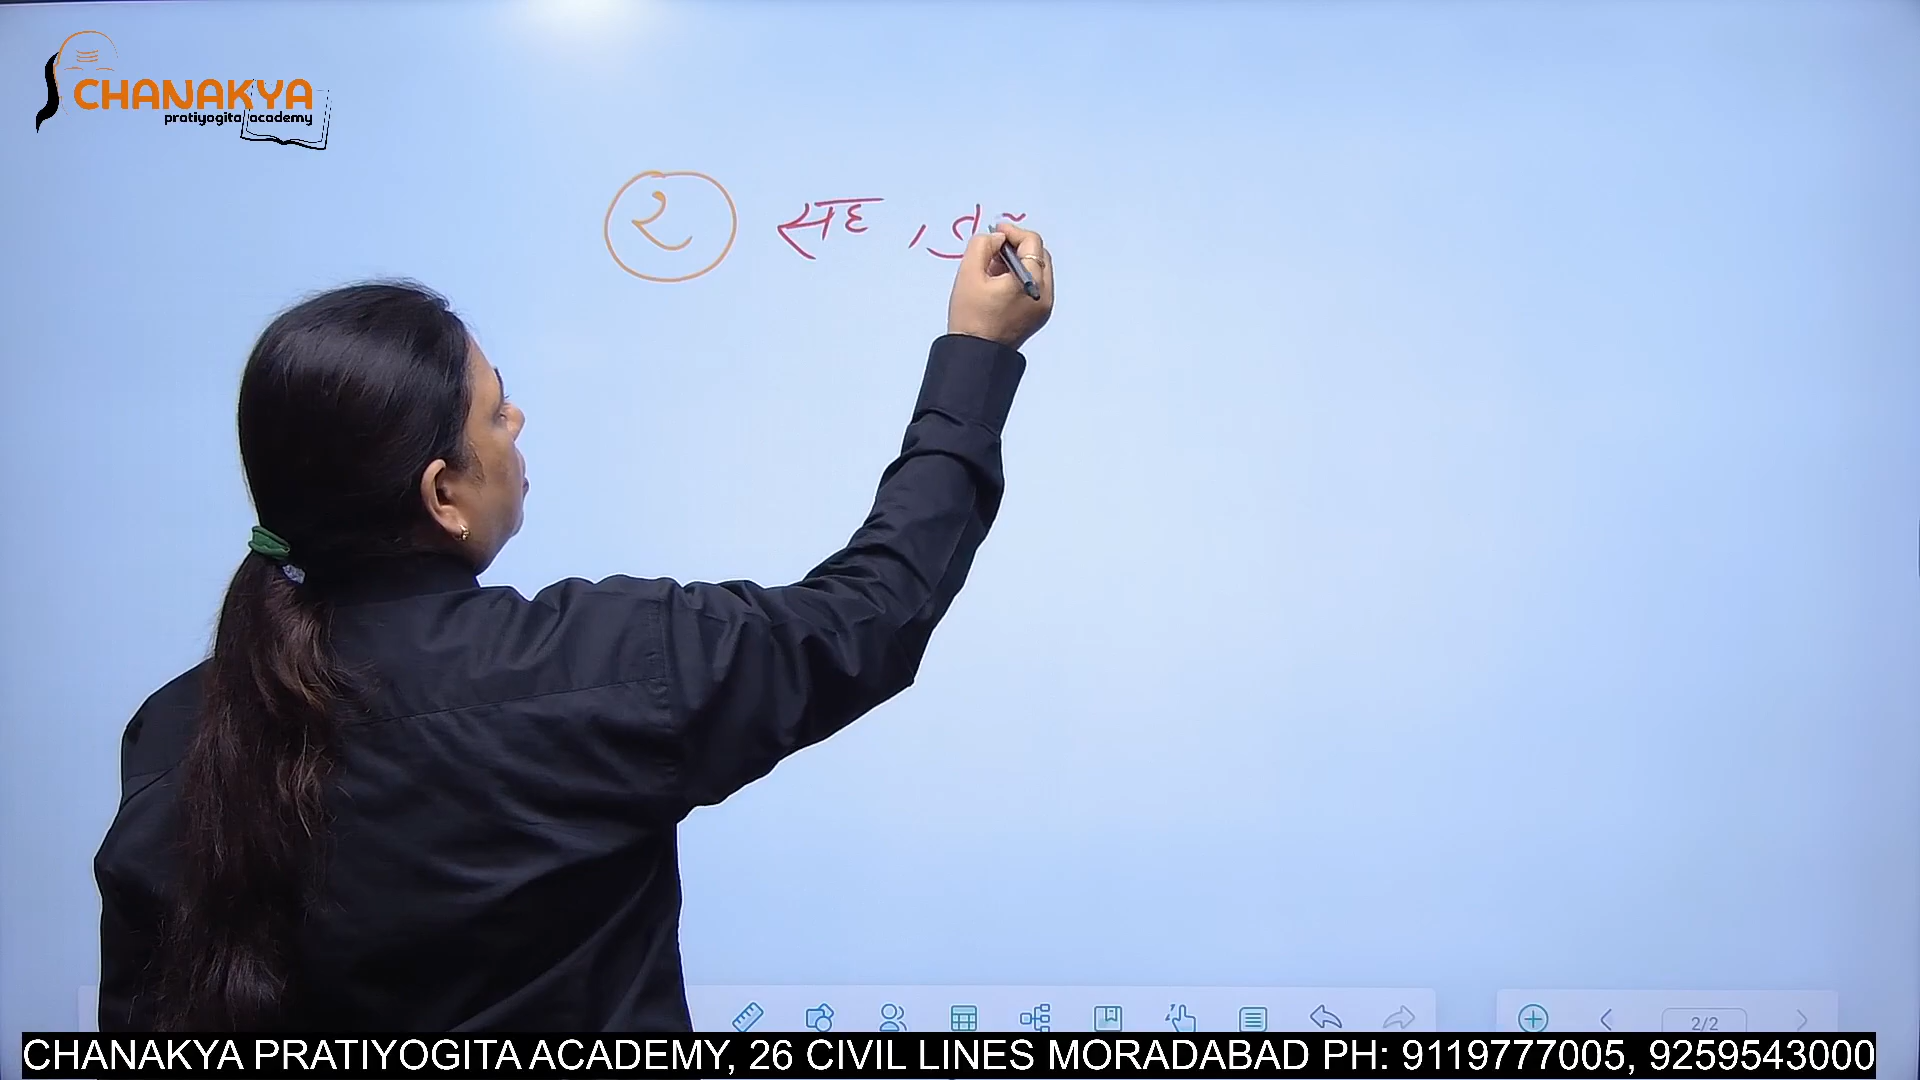 CHANAKYA
pratiyogita academy
२ सह ,
2/2
CHANAKYA PRATIYOGITA ACADEMY, 26 CIVIL LINES MORADABAD PH: 9119777005, 9259543000